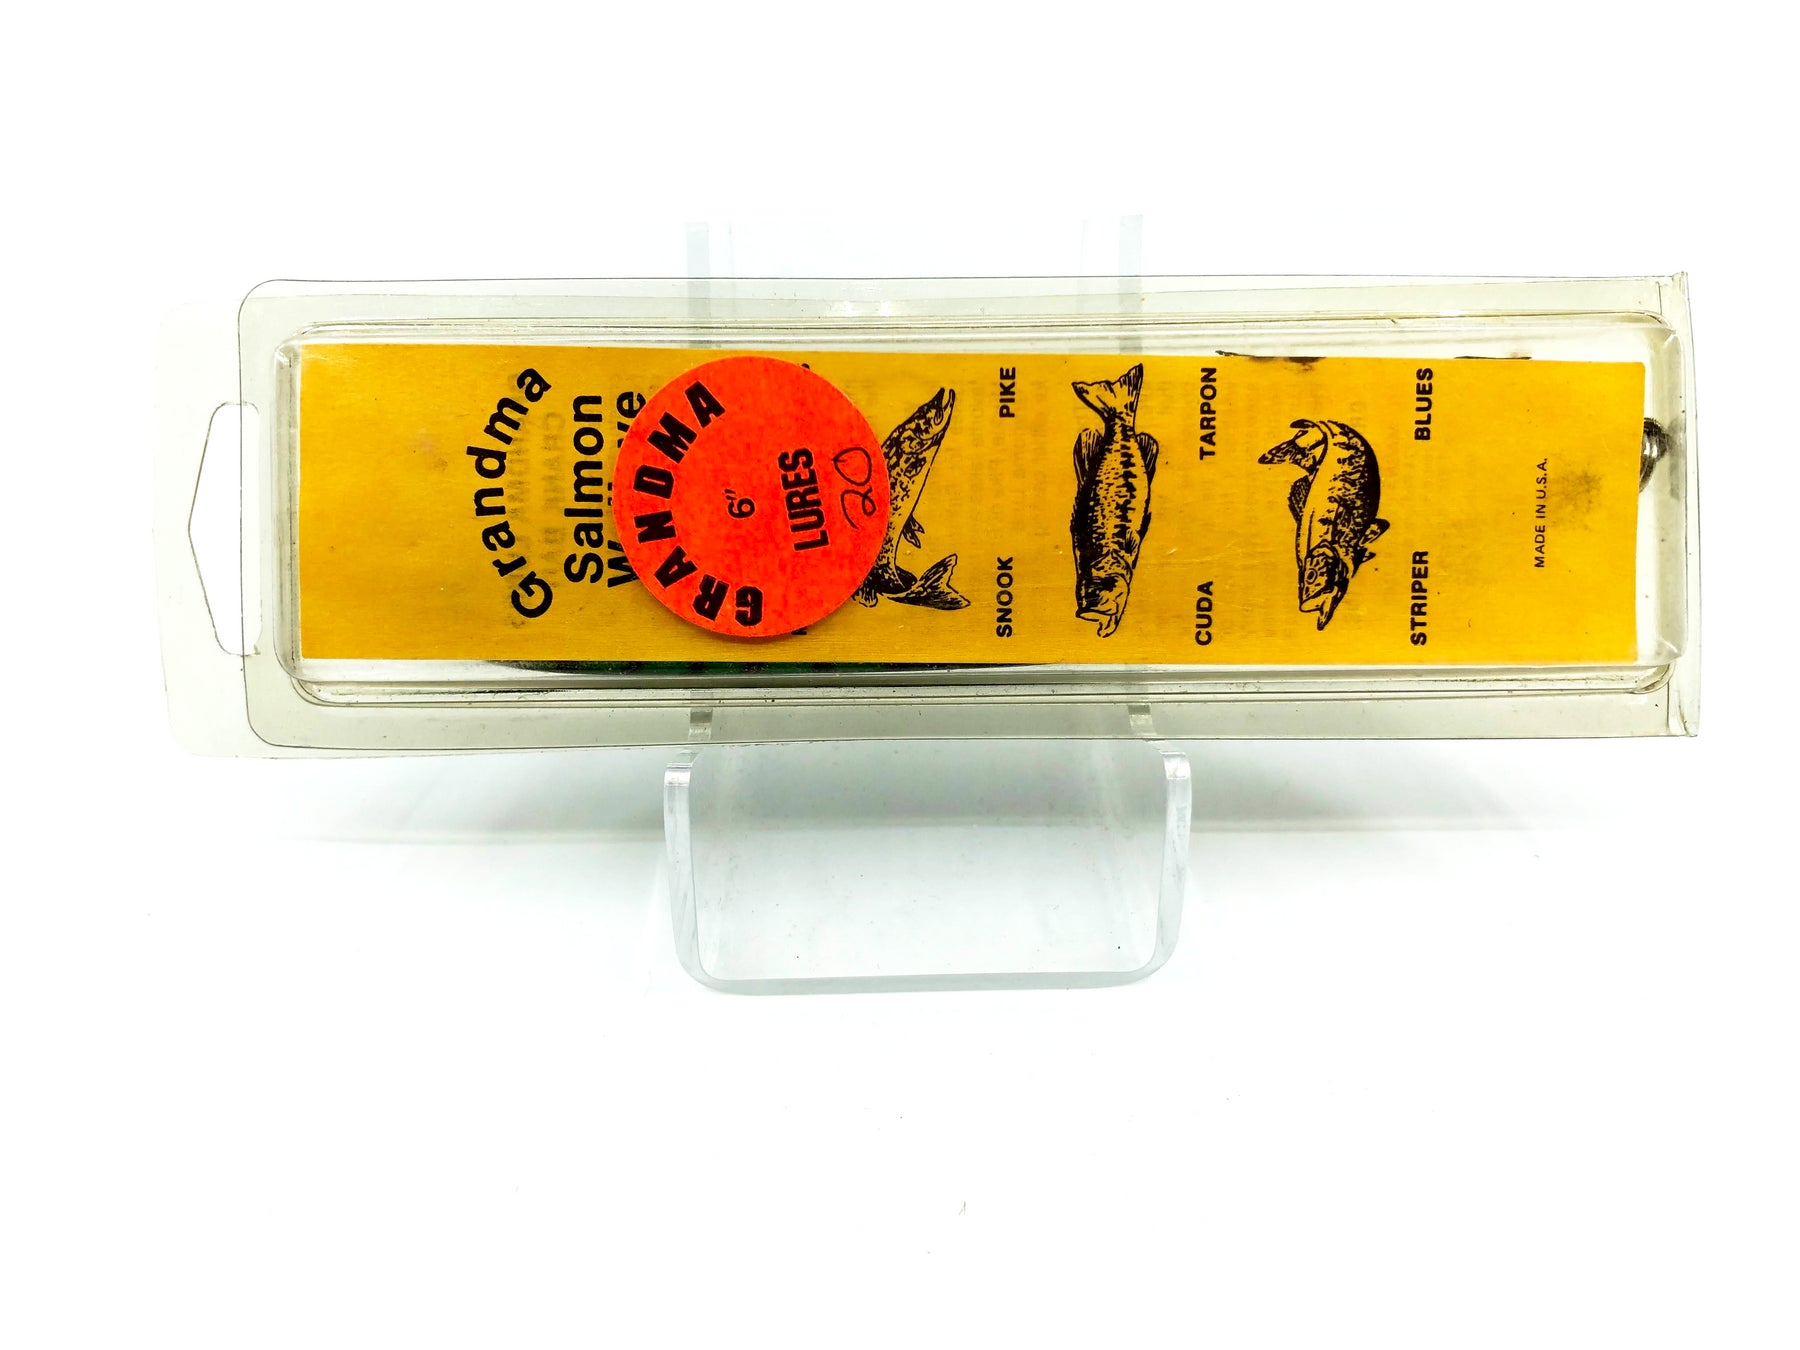 Grandma
Salmon
GRANDMA
6"
LURES
20
SNOOK PIKE
CUDA TARPON
STRIPER BLUES
MADE IN U.S.A.